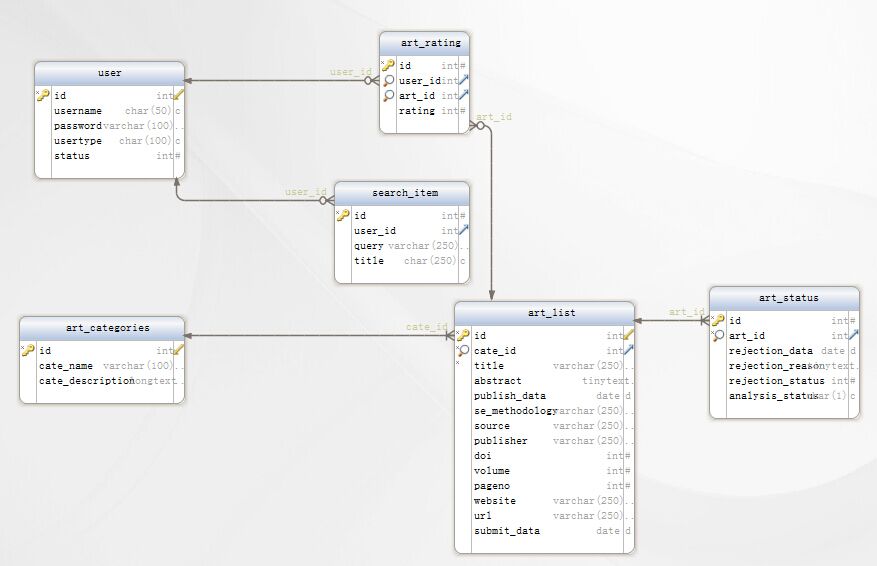 user
id int
username char(50) c
password varchar(100)..
usertype char(100) c
status int#
art_rating
id int#
user_id int
art_id int
rating int#
user_id
art_id
search_item
id int#
user_id int
query varchar(250)..
title char(250) c
user_id
art_categories
id int
cate_name varchar(100)..
cate_description longtext..
cate_id
art_list
id int
cate_id int
title varchar(250)..
abstract tinytext..
publish_data date d
se_methodology varchar(250)..
source varchar(250)..
publisher varchar(250)..
doi int#
volume int#
pageno int#
website varchar(250)..
url varchar(250)..
submit_data date d
art_id
art_status
id int#
art_id int
rejection_data date d
rejection_reason tinytext..
rejection_status int#
analysis_status char(1) c